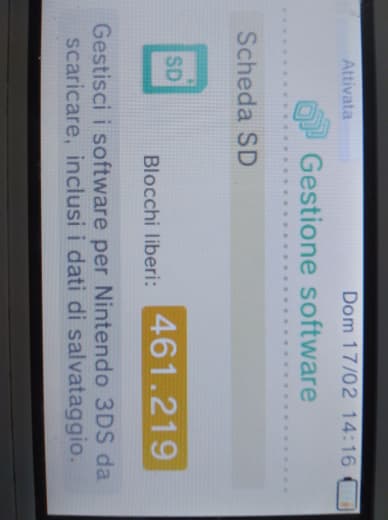 Attivata Dom 17/02 14:16
Gestione software
Scheda SD
SD
Blocchi liberi: 461.219
Gestisci i software per Nintendo 3DS da
scaricare, inclusi i dati di salvataggio.